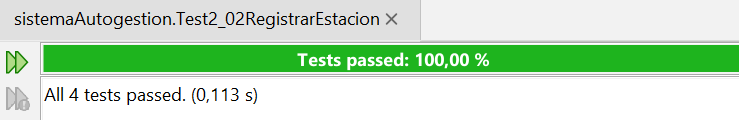 sistemaAutogestion.Test2_02RegistrarEstacion
Tests passed: 100,00 %
All 4 tests passed. (0,113 s)